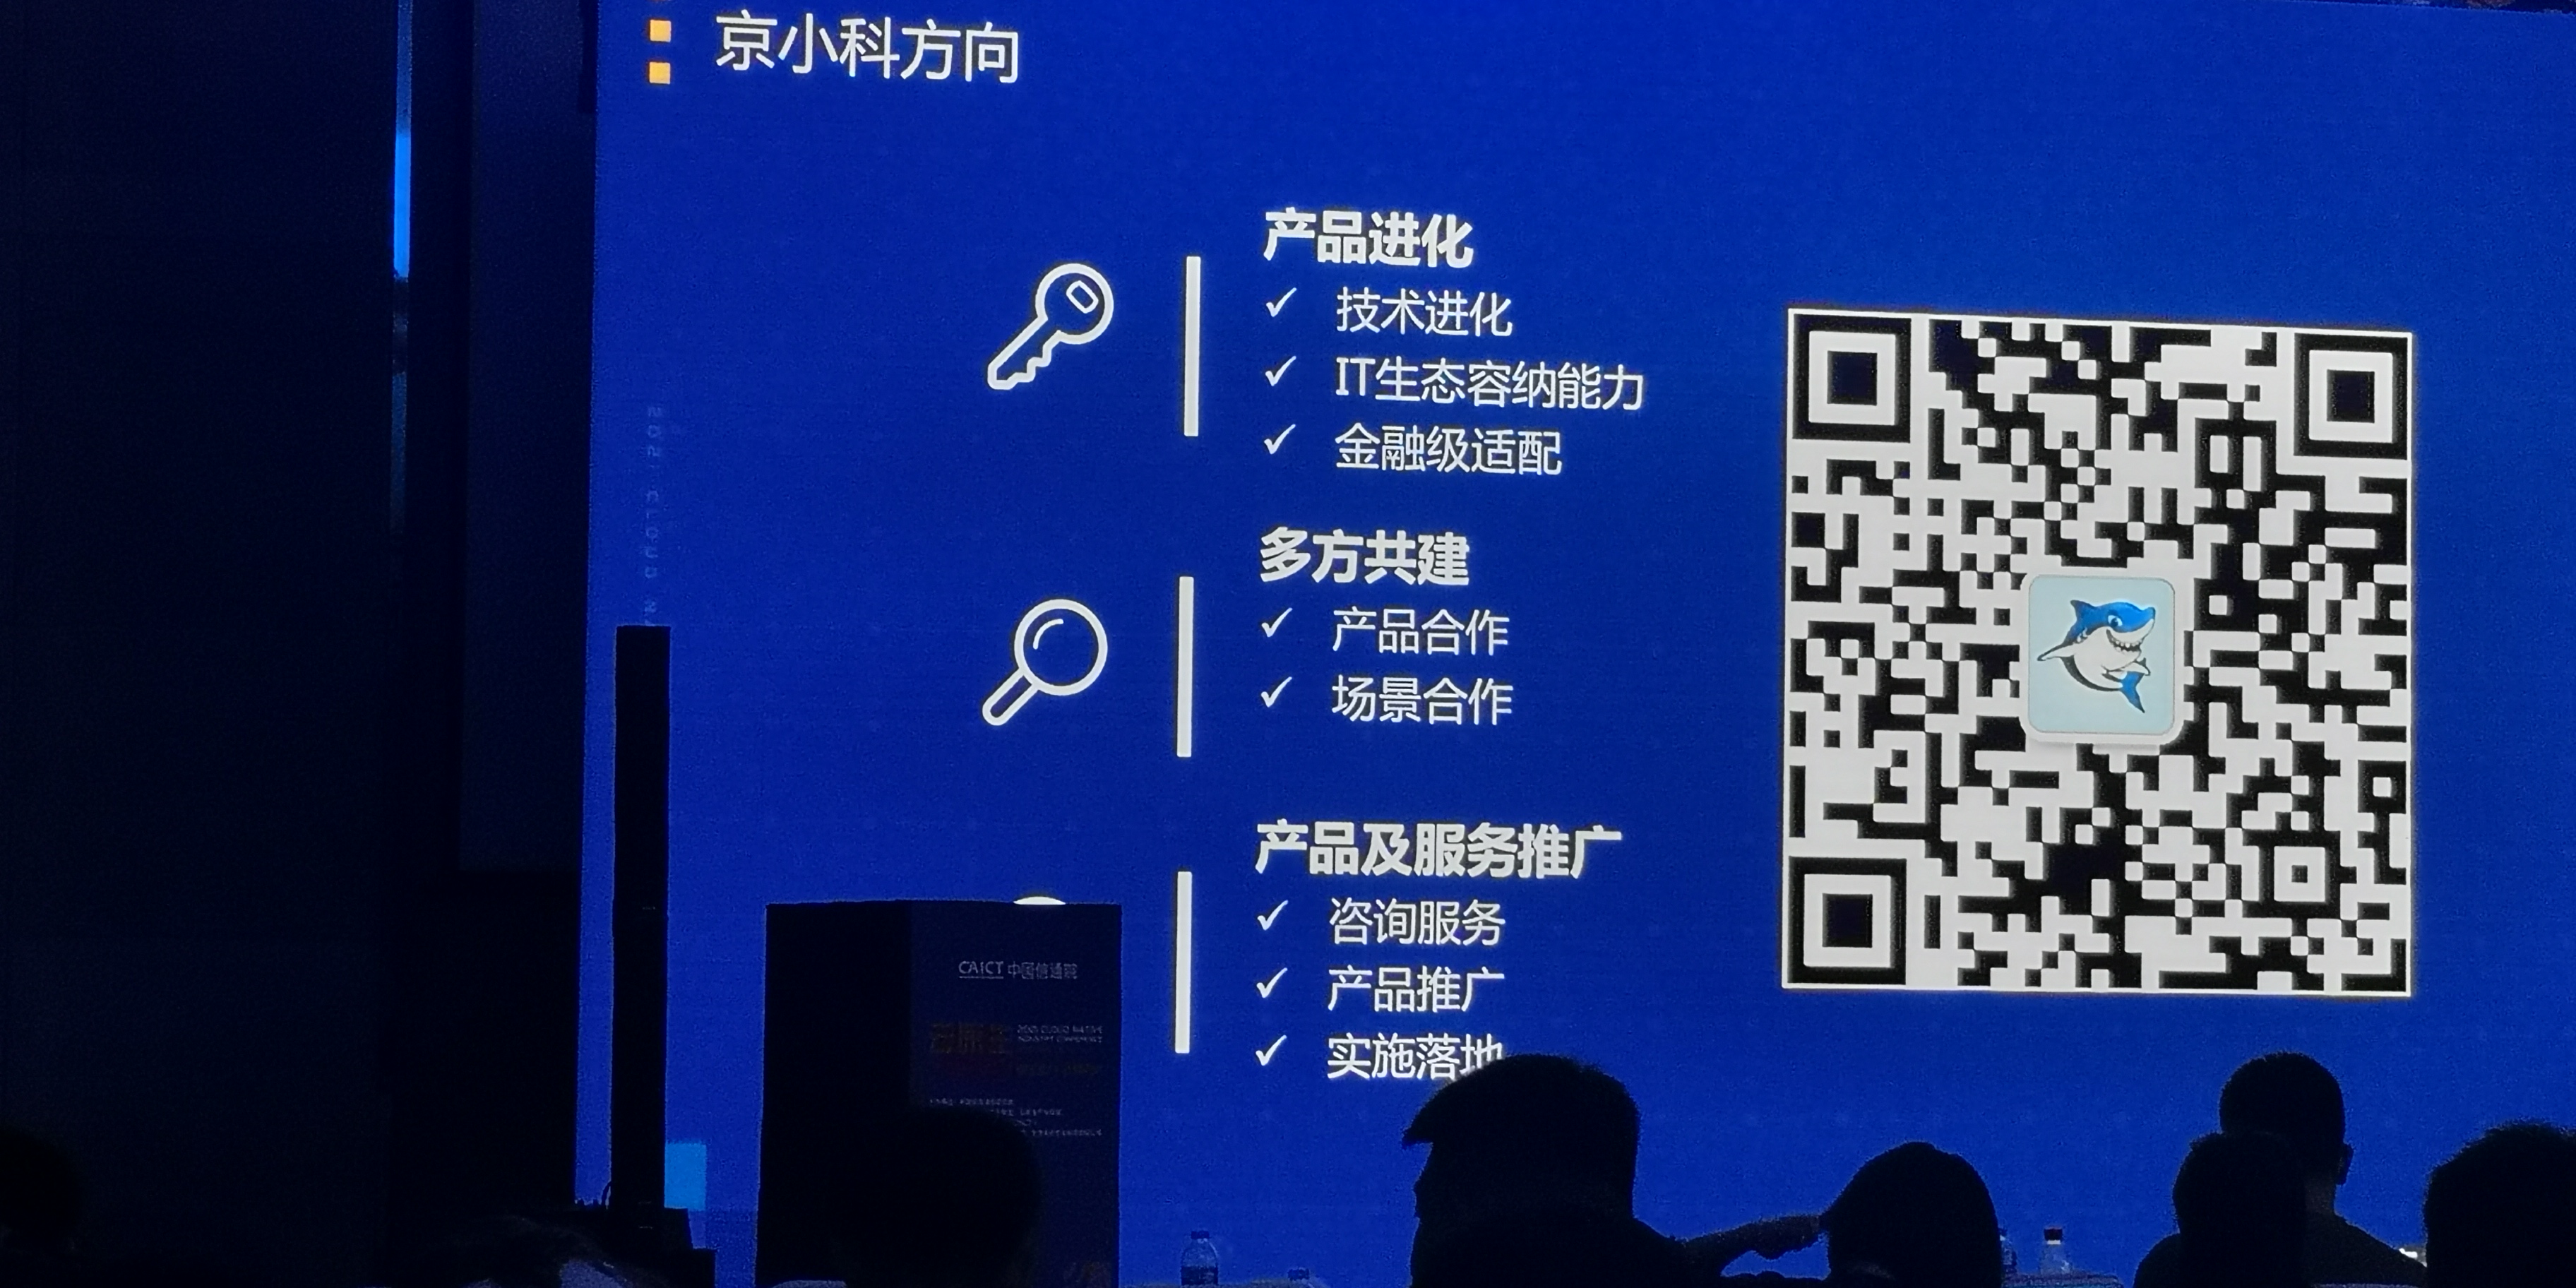 京小科方向
产品进化
✓ 技术进化
✓ IT生态容纳能力
✓ 金融级适配
多方共建
✓ 产品合作
✓ 场景合作
产品及服务推广
✓ 咨询服务
✓ 产品推广
✓ 实施落地
CAICT 中国信通院
云原生